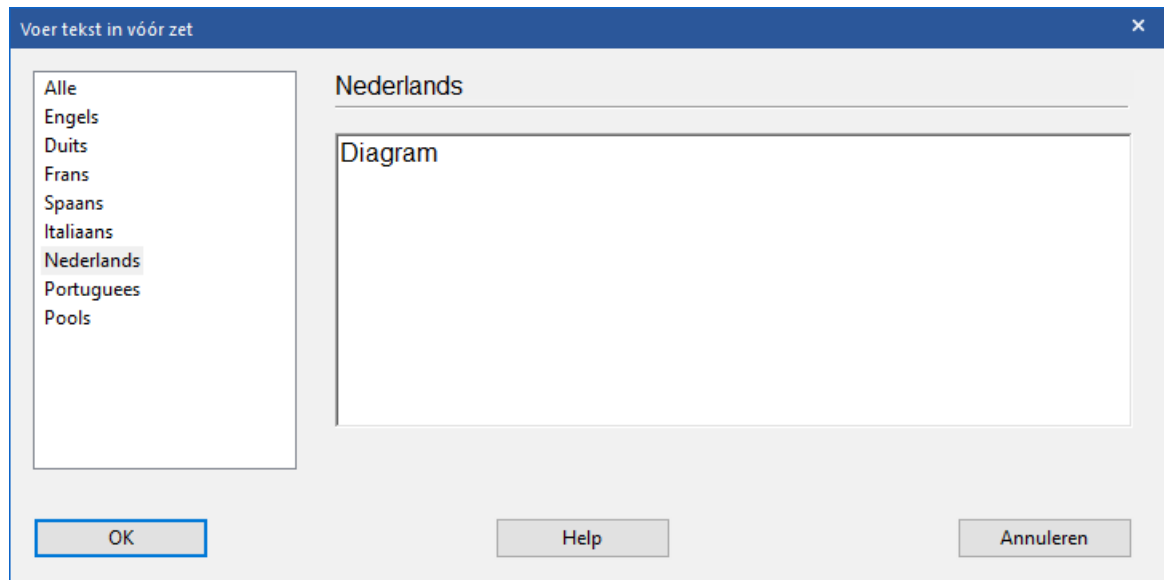 Voer tekst in vóór zet
Alle
Engels
Duits
Frans
Spaans
Italiaans
Nederlands
Portuguees
Pools
Nederlands
Diagram
OK
Help
Annuleren